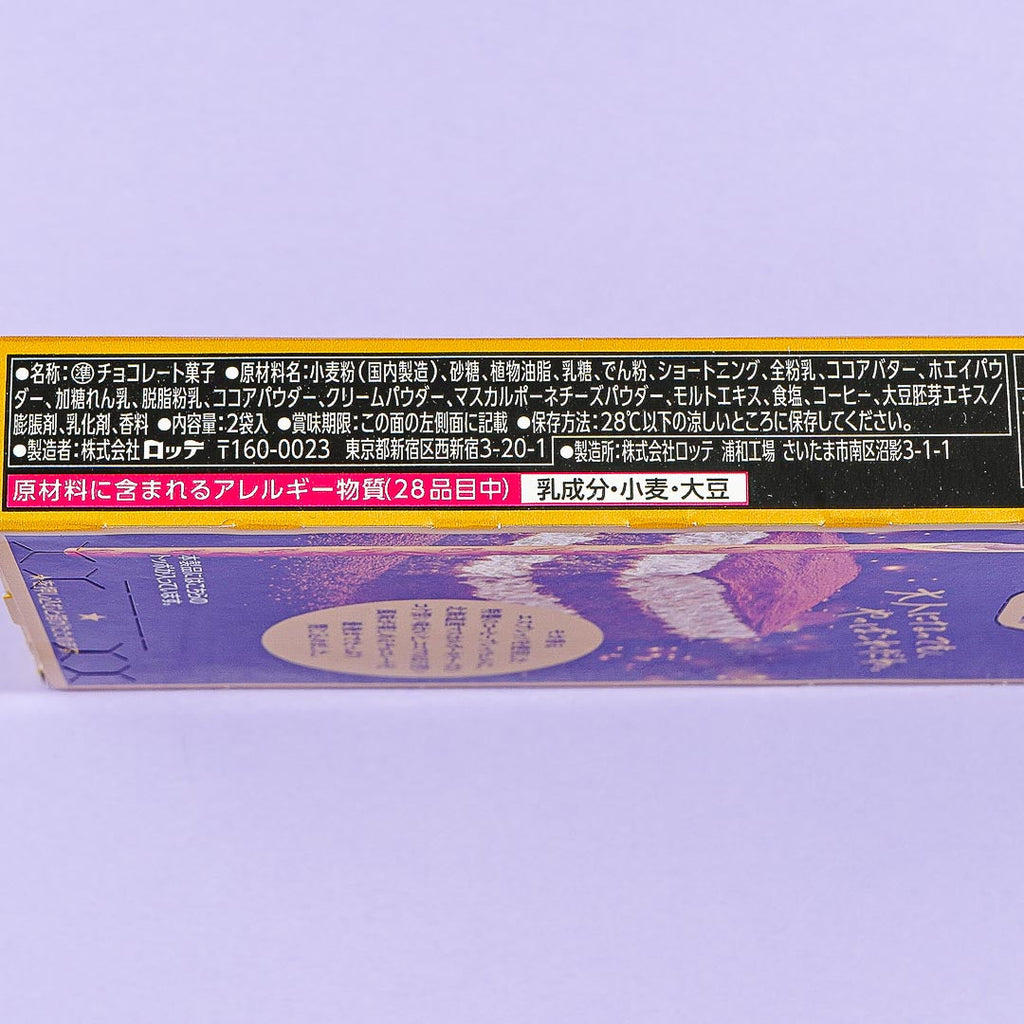 ●名称:㊟準チョコレート菓子 ●原材料名:小麦粉(国内製造)、砂糖、植物油脂、乳糖、でん粉、ショートニング、全粉乳、ココアバター、ホエイパウ
ダー、加糖れん乳、脱脂粉乳、ココアパウダー、クリームパウダー、マスカルポーネチーズパウダー、モルトエキス、食塩、コーヒー、大豆胚芽エキス/
膨脹剤、乳化剤、香料 ●内容量:2袋入 ●賞味期限:この面の左側面に記載 ●保存方法:28℃以下の涼しいところに保存してください。
●製造者:株式会社ロッテ 〒160-0023 東京都新宿区西新宿3-20-1
●製造所:株式会社ロッテ 浦和工場 さいたま市南区沼影3-1-1
原材料に含まれるアレルギー物質(28品目中) 乳成分・小麦・大豆